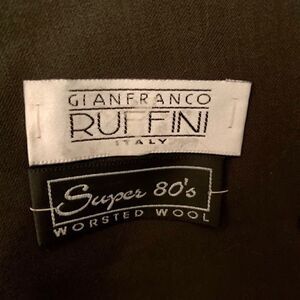 GIANFRANCO
RUFFINI
ITALY
Super 80's
WORSTED WOOL